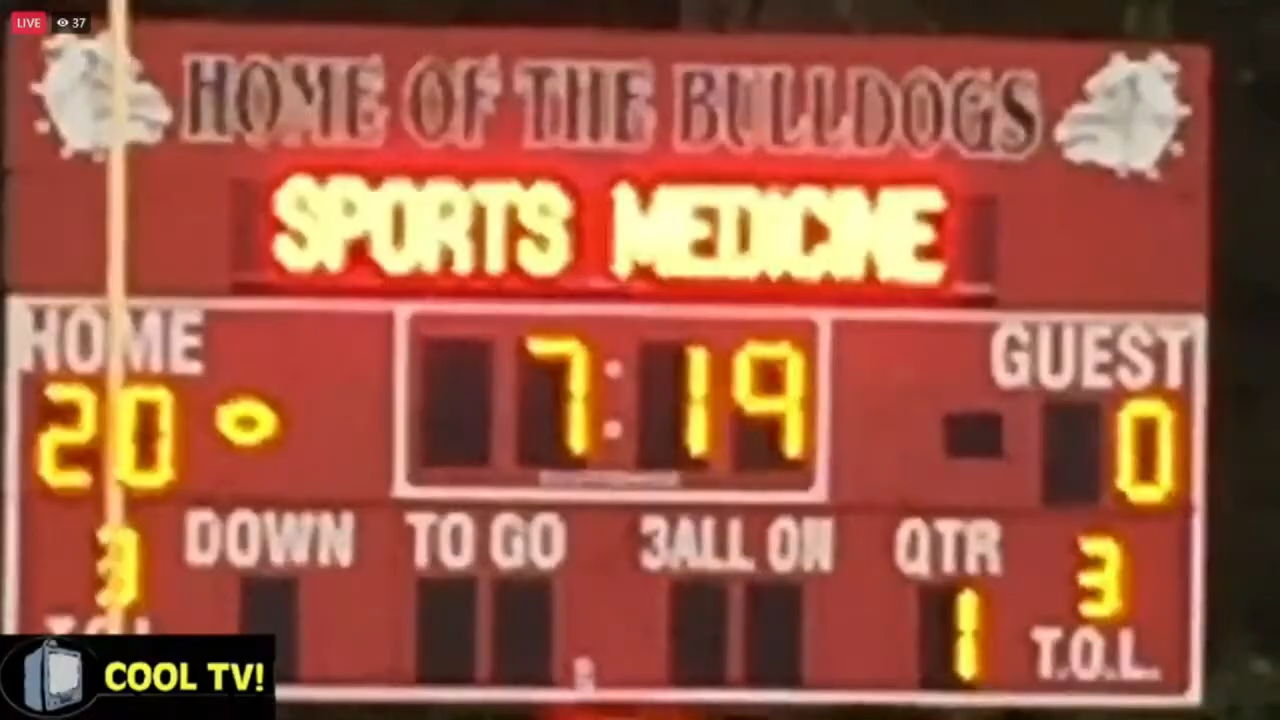 LIVE 37
HOME OF THE BULLDOGS
SPORTS MEDICINE
HOME 7:19 GUEST
20 0
DOWN TO GO BALL ON QTR
3 1 3
T.O.L. T.O.L.
COOL TV!